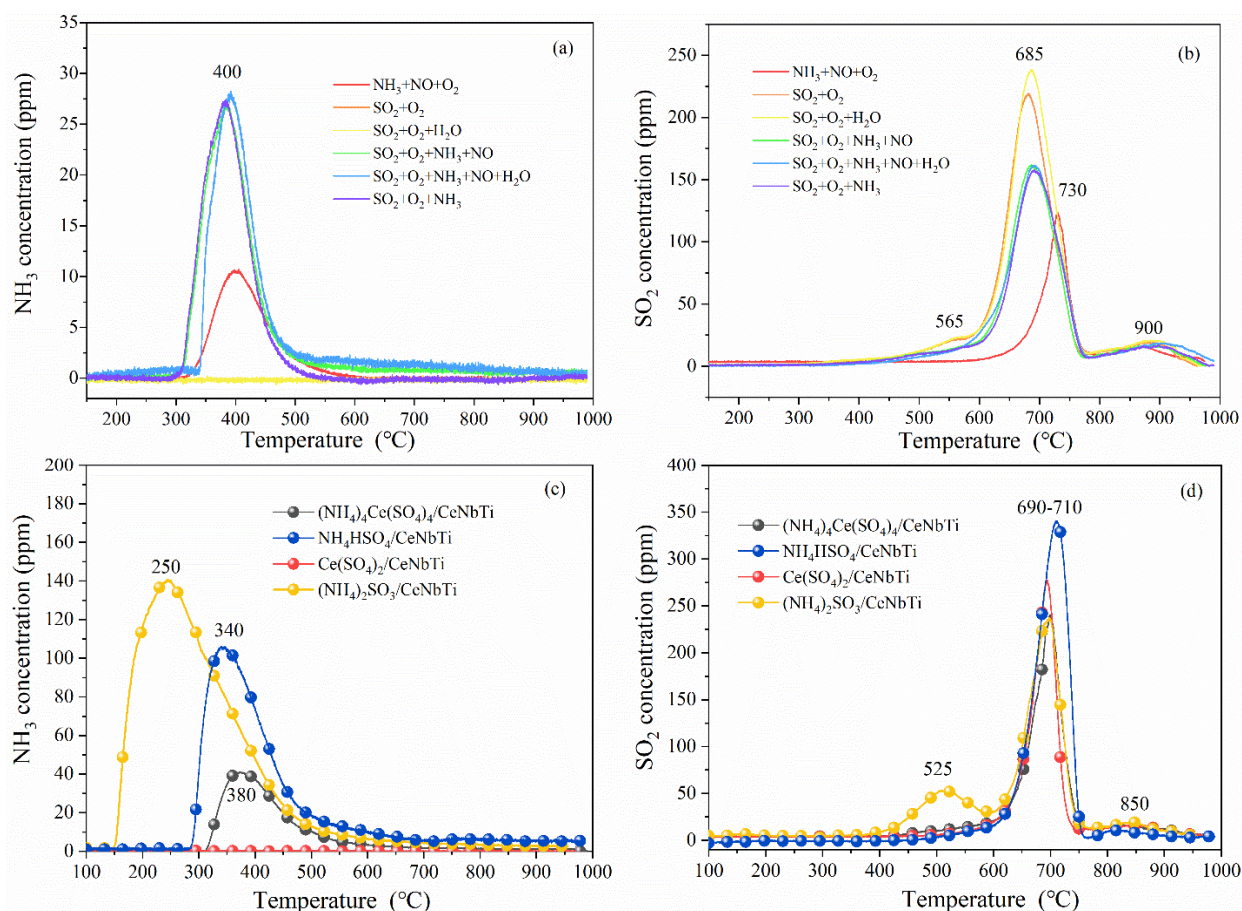 (a)
NH₃ concentration (ppm)
35
30
25
20
15
10
5
0
400
NH₃+NO+O₂
SO₂+O₂
SO₂+O₂+H₂O
SO₂+O₂+NH₃+NO
SO₂+O₂+NH₃+NO+H₂O
SO₂+O₂+NH₃
200 300 400 500 600 700 800 900 1000
Temperature (℃)
(b)
SO₂ concentration (ppm)
250
200
150
100
50
0
685
NH₃+NO+O₂
SO₂+O₂
SO₂+O₂+H₂O
SO₂+O₂+NH₃+NO
SO₂+O₂+NH₃+NO+H₂O
SO₂+O₂+NH₃
730
565
900
200 300 400 500 600 700 800 900 1000
Temperature (℃)
(c)
NH₃ concentration (ppm)
200
180
160
140
120
100
80
60
40
20
0
(NH₄)₄Ce(SO₄)₄/CeNbTi
NH₄HSO₄/CeNbTi
Ce(SO₄)₂/CeNbTi
(NH₄)₂SO₃/CeNbTi
250
340
380
100 200 300 400 500 600 700 800 900 1000
Temperature (℃)
(d)
SO₂ concentration (ppm)
400
350
300
250
200
150
100
50
0
690-710
(NH₄)₄Ce(SO₄)₄/CeNbTi
NH₄HSO₄/CeNbTi
Ce(SO₄)₂/CeNbTi
(NH₄)₂SO₃/CeNbTi
525
850
100 200 300 400 500 600 700 800 900 1000
Temperature (℃)